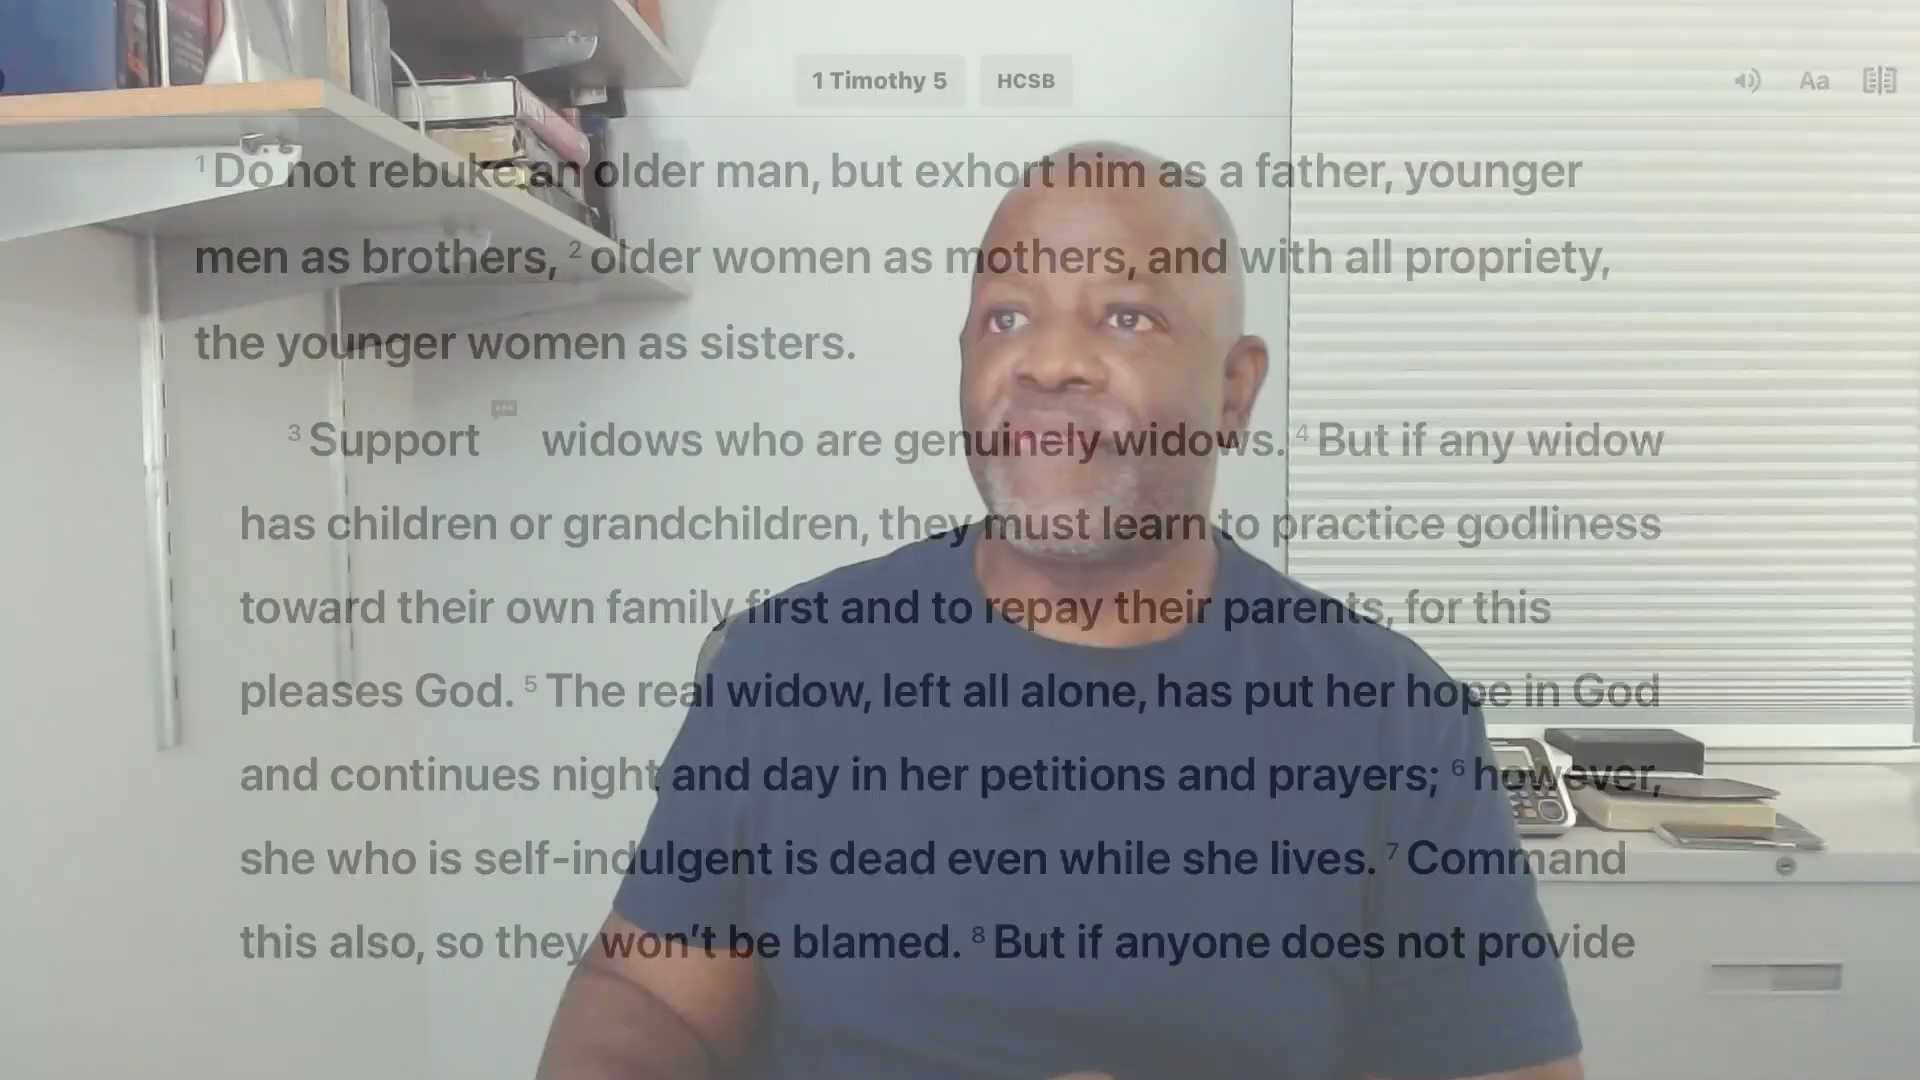 1 Timothy 5 HCSB Aa
1 Do not rebuke an older man, but exhort him as a father, younger
men as brothers, 2 older women as mothers, and with all propriety,
the younger women as sisters.
3 Support widows who are genuinely widows. 4 But if any widow
has children or grandchildren, they must learn to practice godliness
toward their own family first and to repay their parents, for this
pleases God. 5 The real widow, left all alone, has put her hope in God
and continues night and day in her petitions and prayers; 6 however,
she who is self-indulgent is dead even while she lives. 7 Command
this also, so they won’t be blamed. 8 But if anyone does not provide